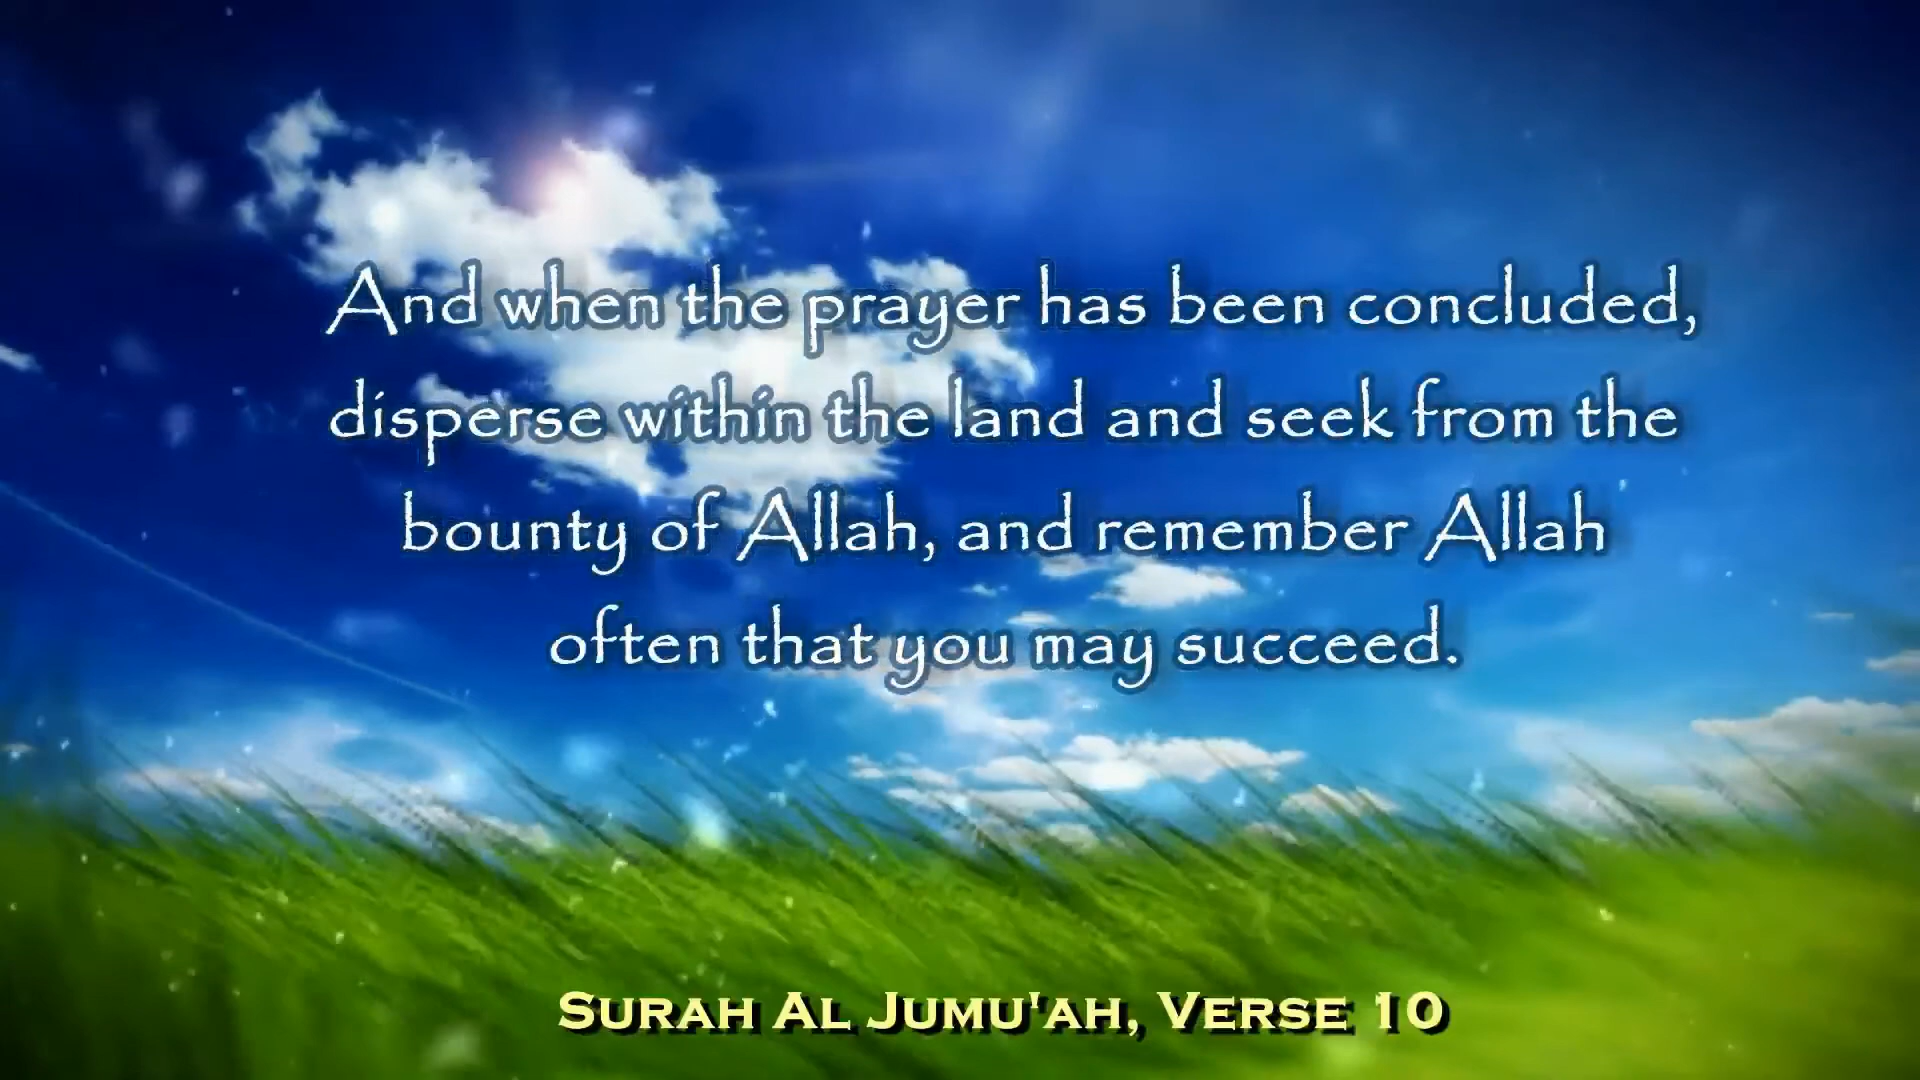 And when the prayer has been concluded,
disperse within the land and seek from the
bounty of Allah, and remember Allah
often that you may succeed.
Surah Al Jumu'ah, Verse 10